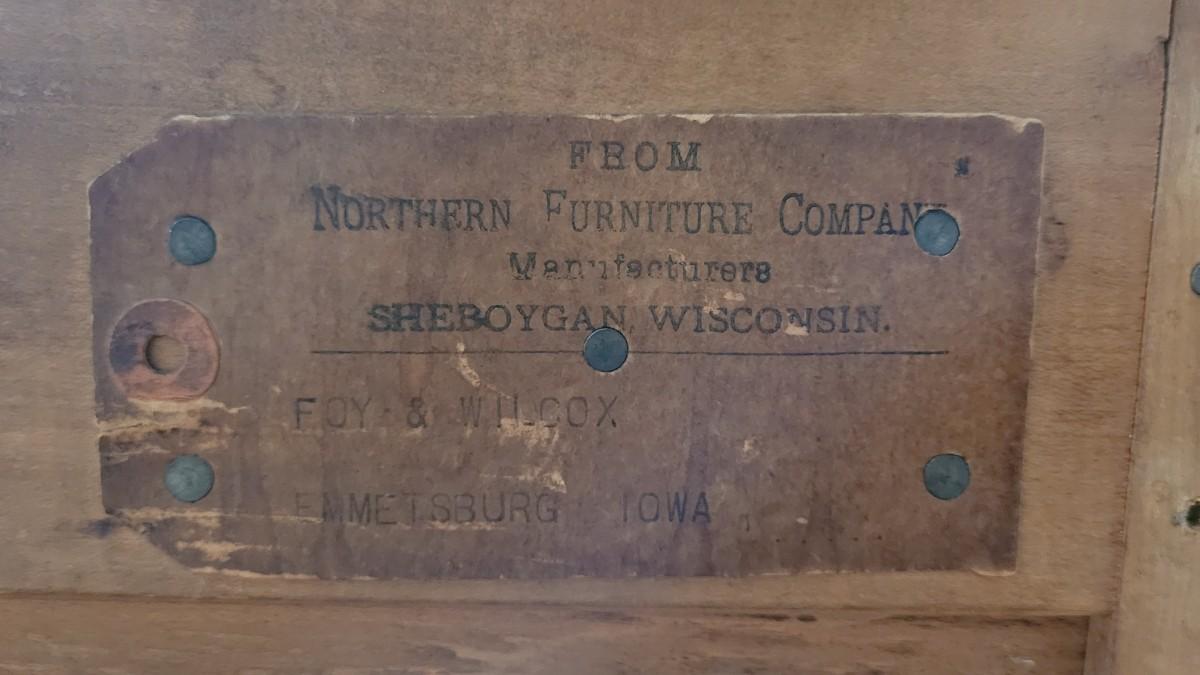 FROM
NORTHERN FURNITURE COMPANY
Manufacturers
SHEBOYGAN, WISCONSIN.
FOY & WILCOX
EMMETSBURG IOWA